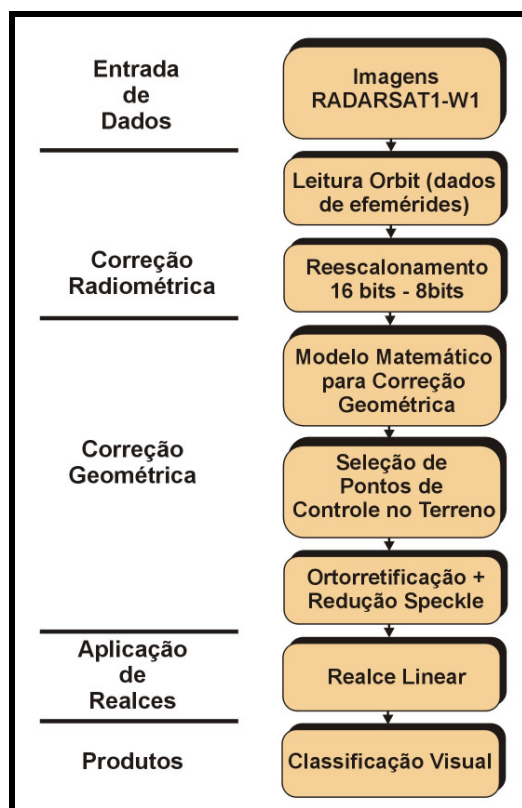 Entrada
de
Dados
Imagens
RADARSAT1-W1
Leitura Orbit (dados
de efemérides)
Correção
Radiométrica
Reescalonamento
16 bits - 8bits
Modelo Matemático
para Correção
Geométrica
Correção
Geométrica
Seleção de
Pontos de
Controle no Terreno
Ortorretificação +
Redução Speckle
Aplicação
de
Realces
Realce Linear
Produtos
Classificação Visual